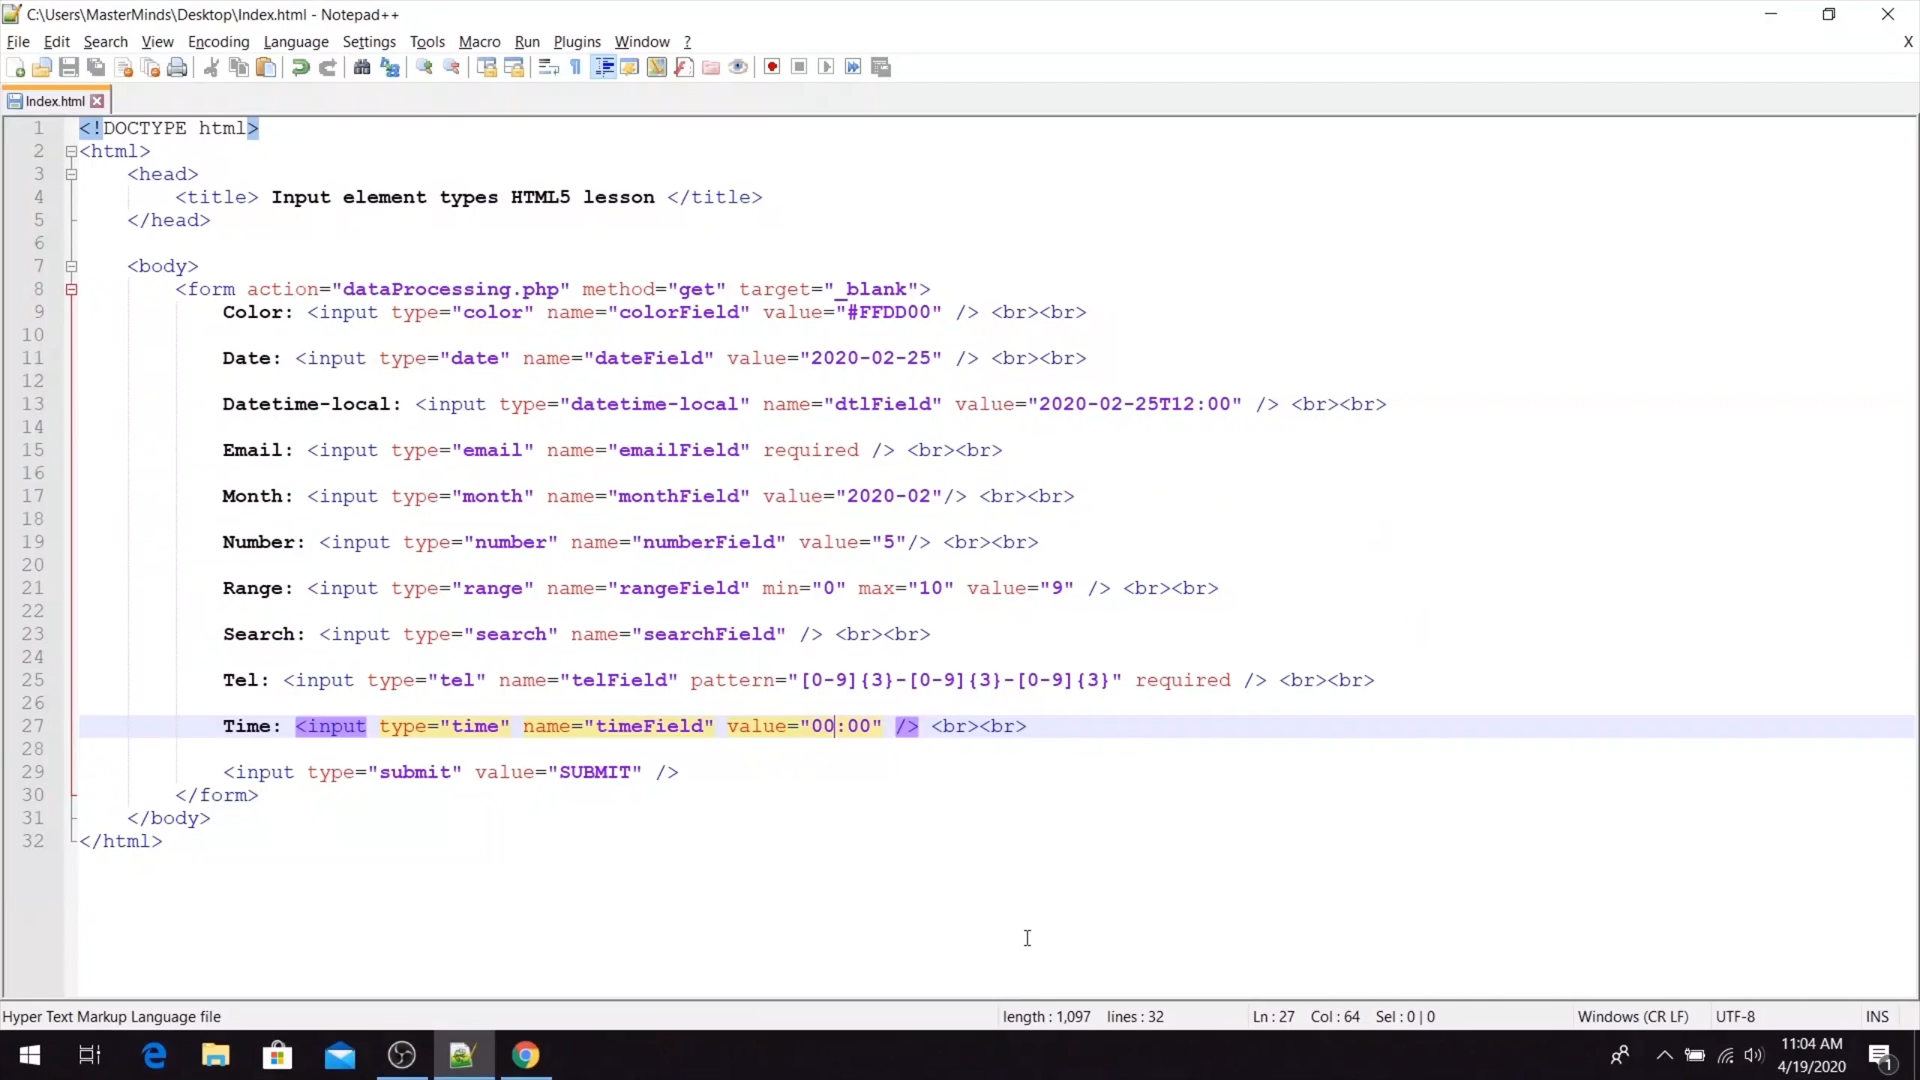 C:\Users\MasterMinds\Desktop\Index.html - Notepad++
File Edit Search View Encoding Language Settings Tools Macro Run Plugins Window ? X
Index.html
1 <!DOCTYPE html>
2 <html>
3 <head>
4 <title> Input element types HTML5 lesson </title>
5 </head>
6
7 <body>
8 <form action="dataProcessing.php" method="get" target="_blank">
9 Color: <input type="color" name="colorField" value="#FFDD00" /> <br><br>
10
11 Date: <input type="date" name="dateField" value="2020-02-25" /> <br><br>
12
13 Datetime-local: <input type="datetime-local" name="dtlField" value="2020-02-25T12:00" /> <br><br>
14
15 Email: <input type="email" name="emailField" required /> <br><br>
16
17 Month: <input type="month" name="monthField" value="2020-02"/> <br><br>
18
19 Number: <input type="number" name="numberField" value="5"/> <br><br>
20
21 Range: <input type="range" name="rangeField" min="0" max="10" value="9" /> <br><br>
22
23 Search: <input type="search" name="searchField" /> <br><br>
24
25 Tel: <input type="tel" name="telField" pattern="[0-9]{3}-[0-9]{3}-[0-9]{3}" required /> <br><br>
26
27 Time: <input type="time" name="timeField" value="00:00" /> <br><br>
28
29 <input type="submit" value="SUBMIT" />
30 </form>
31 </body>
32 </html>
Hyper Text Markup Language file length : 1,097 lines : 32 Ln : 27 Col : 64 Sel : 0 | 0 Windows (CR LF) UTF-8 INS
11:04 AM
4/19/2020
1